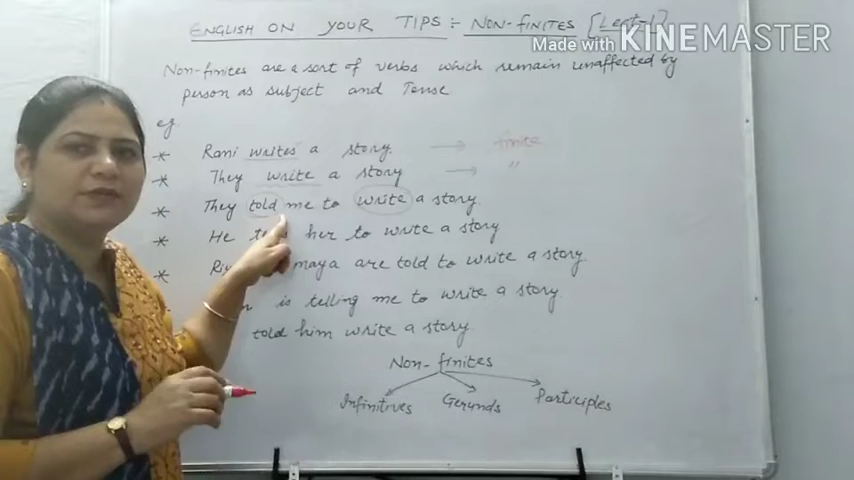 ENGLISH ON YOUR TIPS :- NON-FINITES [Lect-1]
Made with KINEMASTER
Non-finites are a sort of verbs which remain unaffected by
person as subject and Tense
eg
* Rani writes a story. → finite
* They write a story → "
* They told me to write a story.
* He her to write a story
* maya are told to write a story.
is telling me to write a story.
told him write a story.
Non-finites
Infinitives Gerunds Participles